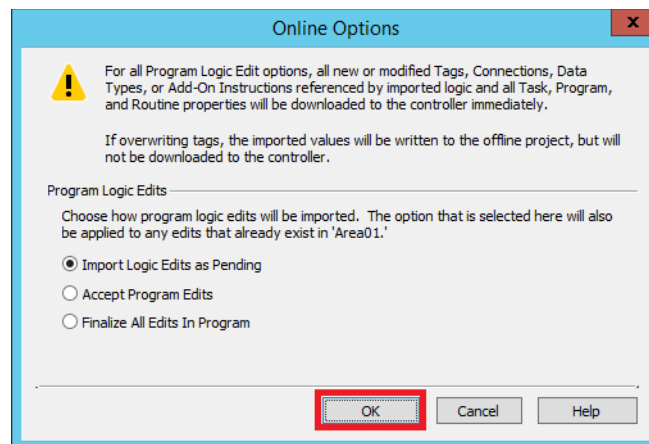 Online Options
x
For all Program Logic Edit options, all new or modified Tags, Connections, Data
Types, or Add-On Instructions referenced by imported logic and all Task, Program,
and Routine properties will be downloaded to the controller immediately.
If overwriting tags, the imported values will be written to the offline project, but will
not be downloaded to the controller.
Program Logic Edits
Choose how program logic edits will be imported. The option that is selected here will also
be applied to any edits that already exist in 'Area01.'
Import Logic Edits as Pending
Accept Program Edits
Finalize All Edits In Program
OK
Cancel
Help